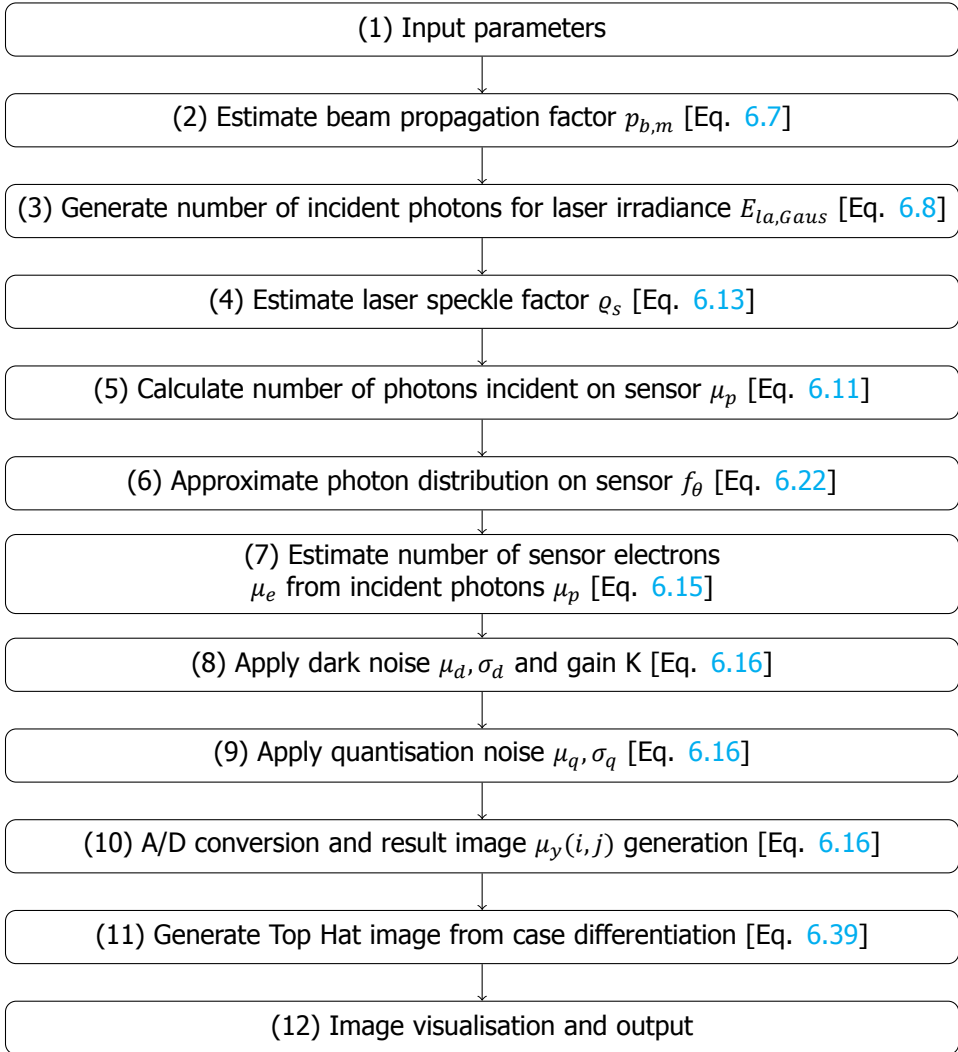 (1) Input parameters
(2) Estimate beam propagation factor p_{b,m} [Eq. 6.7]
(3) Generate number of incident photons for laser irradiance E_{la,Gaus} [Eq. 6.8]
(4) Estimate laser speckle factor ϱ_s [Eq. 6.13]
(5) Calculate number of photons incident on sensor μ_p [Eq. 6.11]
(6) Approximate photon distribution on sensor f_θ [Eq. 6.22]
(7) Estimate number of sensor electrons
μ_e from incident photons μ_p [Eq. 6.15]
(8) Apply dark noise μ_d, σ_d and gain K [Eq. 6.16]
(9) Apply quantisation noise μ_q, σ_q [Eq. 6.16]
(10) A/D conversion and result image μ_y(i, j) generation [Eq. 6.16]
(11) Generate Top Hat image from case differentiation [Eq. 6.39]
(12) Image visualisation and output